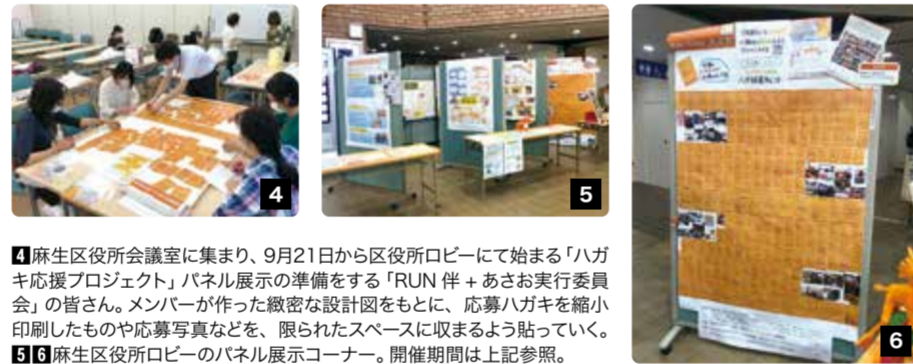 4
5
6
4麻生区役所会議室に集まり、9月21日から区役所ロビーにて始まる「ハガ
キ応援プロジェクト」パネル展示の準備をする「RUN 伴 + あさお実行委員
会」の皆さん。メンバーが作った緻密な設計図をもとに、応募ハガキを縮小
印刷したものや応募写真などを、限られたスペースに収まるよう貼っていく。
56麻生区役所ロビーのパネル展示コーナー。開催期間は上記参照。